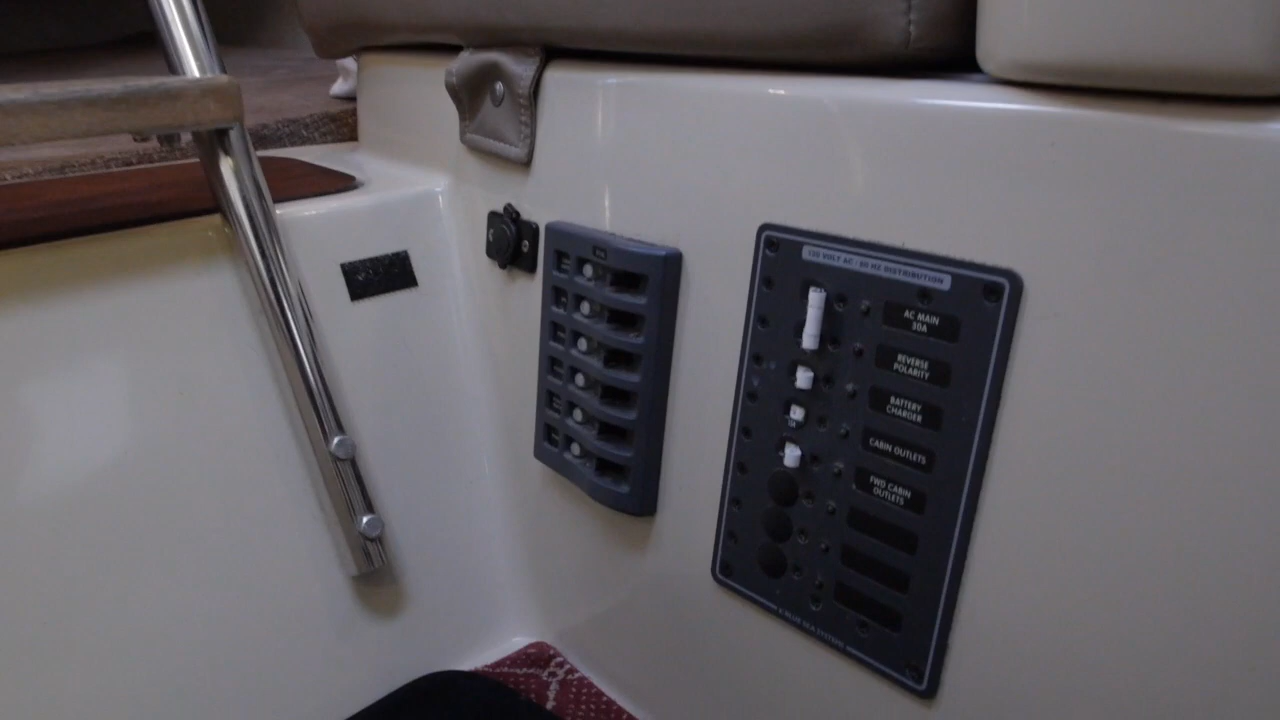 120 VOLT AC - 60 HZ DISTRIBUTION
AC MAIN
30A
REVERSE
POLARITY
BATTERY
CHARGER
CABIN OUTLETS
FWD CABIN
OUTLETS
BLUE SEA SYSTEMS